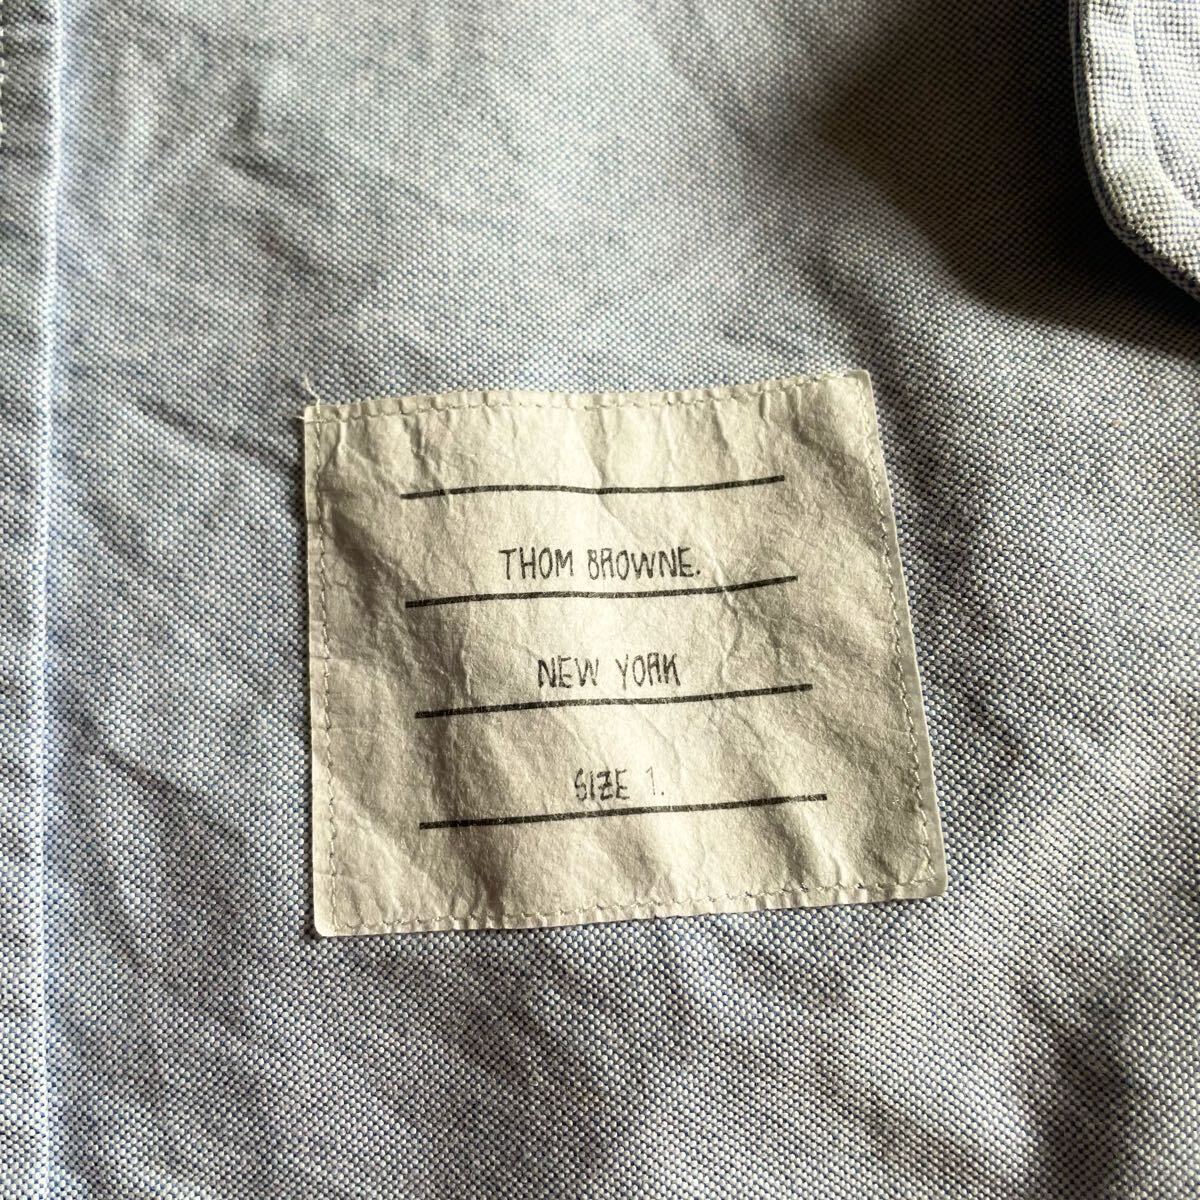 THOM BROWNE.
NEW YORK
SIZE 1.